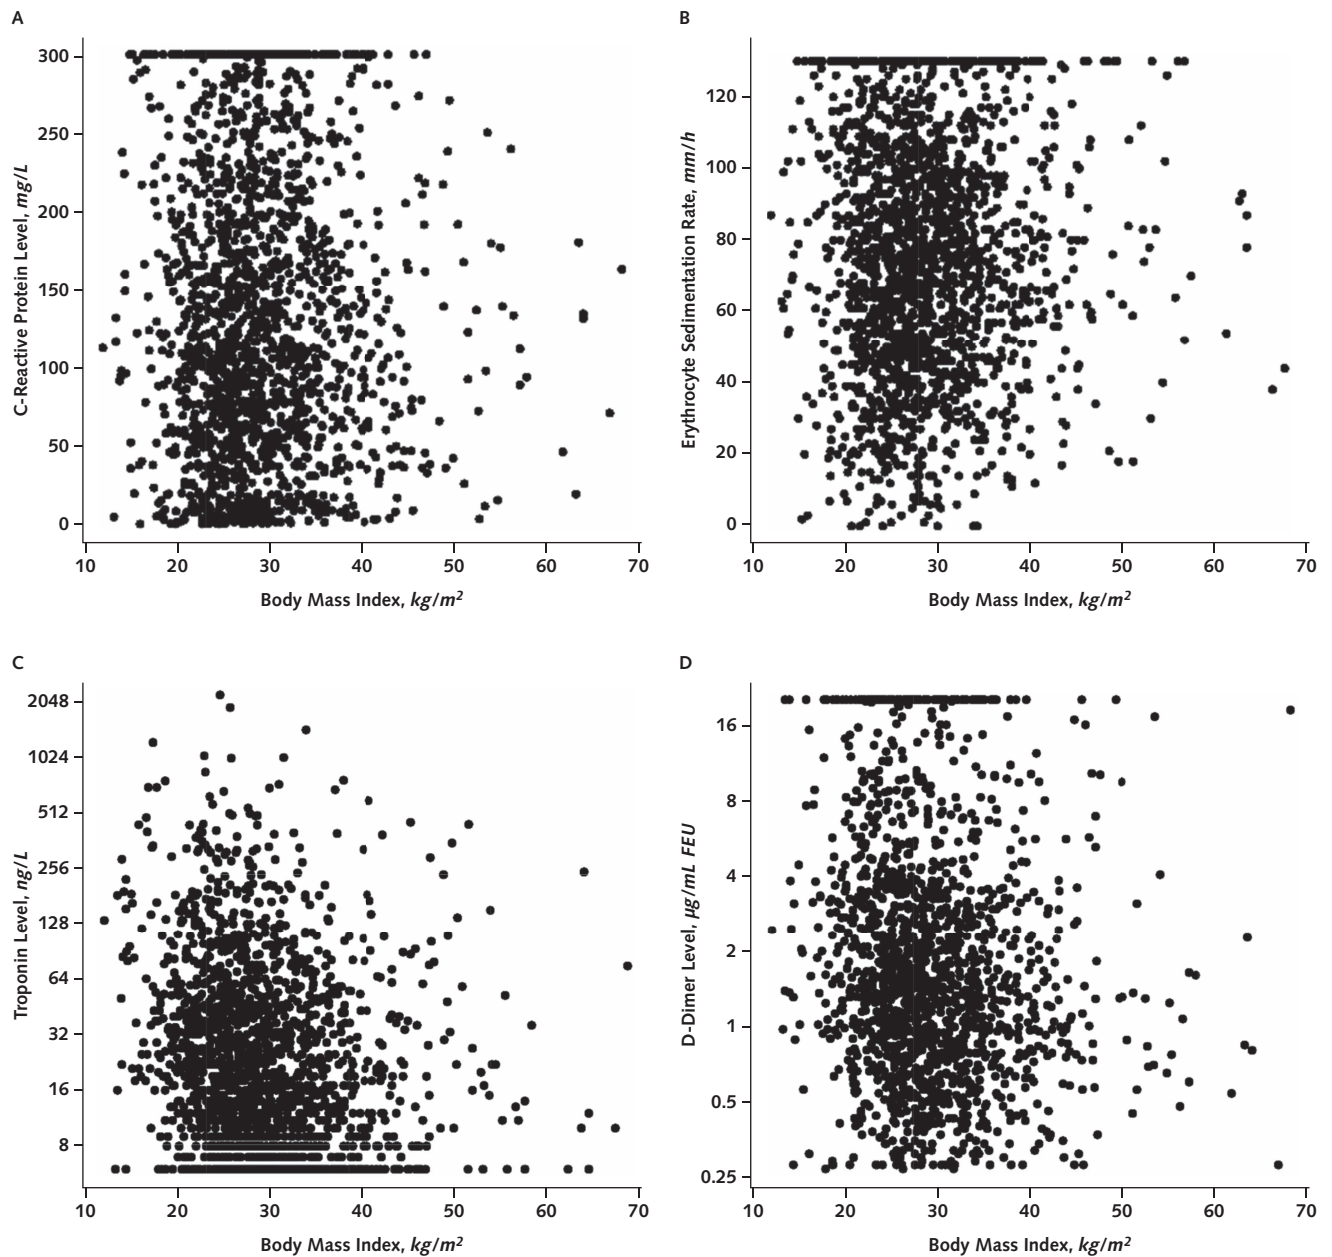 A
C-Reactive Protein Level, mg/L
300
250
200
150
100
50
0
10 20 30 40 50 60 70
Body Mass Index, kg/m²
B
Erythrocyte Sedimentation Rate, mm/h
120
100
80
60
40
20
0
10 20 30 40 50 60 70
Body Mass Index, kg/m²
C
Troponin Level, ng/L
2048
1024
512
256
128
64
32
16
8
10 20 30 40 50 60 70
Body Mass Index, kg/m²
D
D-Dimer Level, µg/mL FEU
16
8
4
2
1
0.5
0.25
10 20 30 40 50 60 70
Body Mass Index, kg/m²